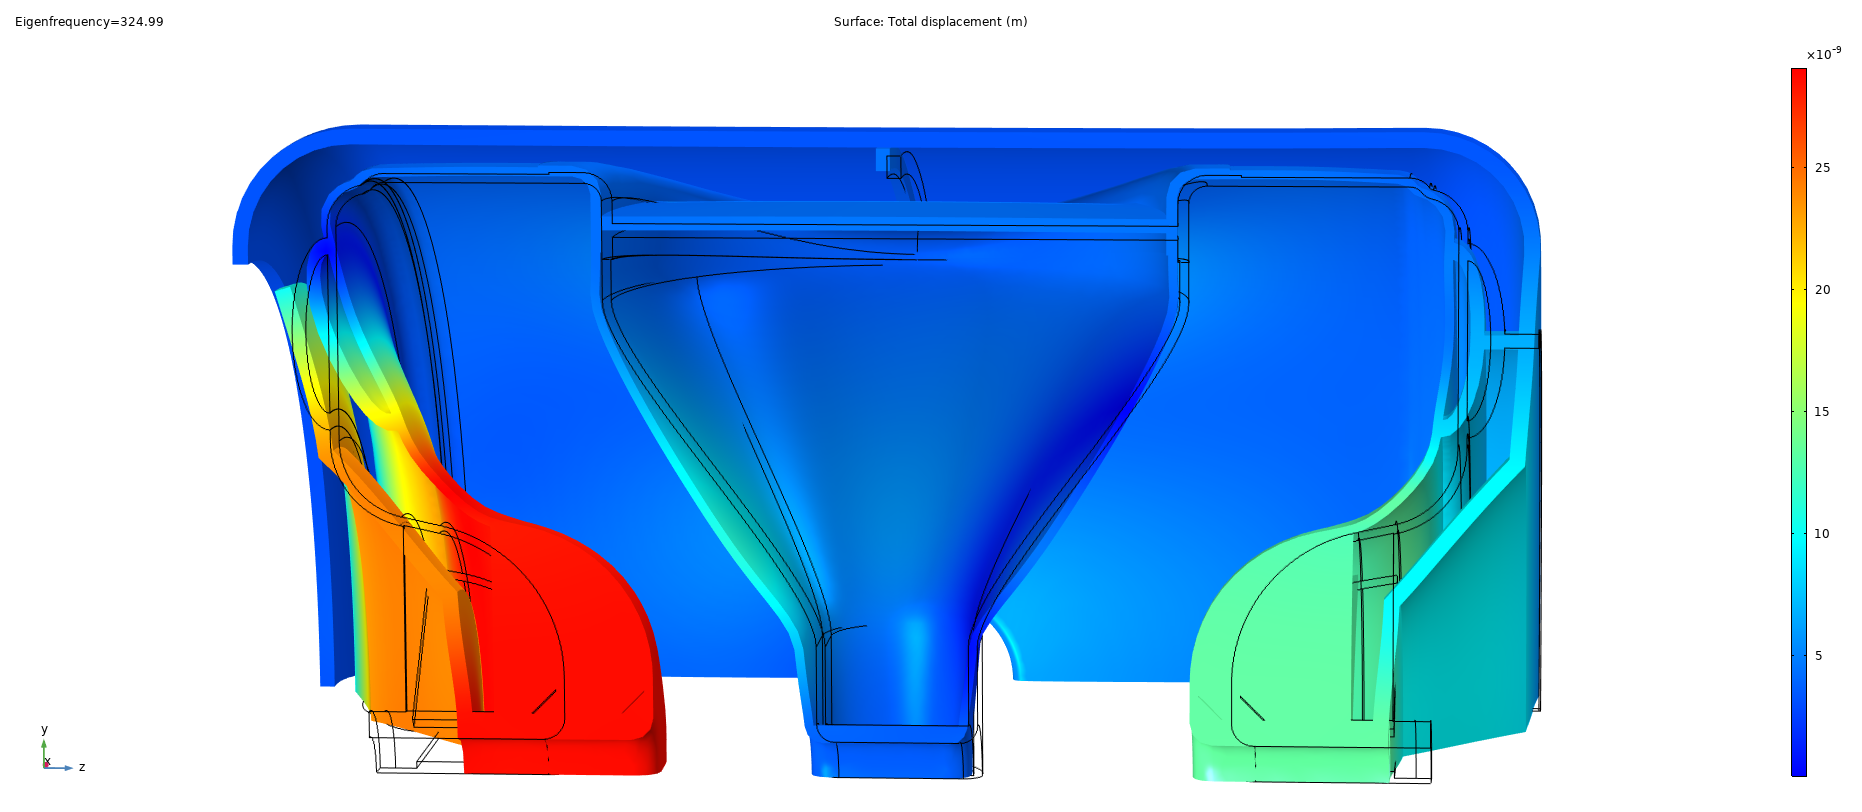 Eigenfrequency=324.99
Surface: Total displacement (m)
×10⁻⁹
25
20
15
10
5
y
x
z